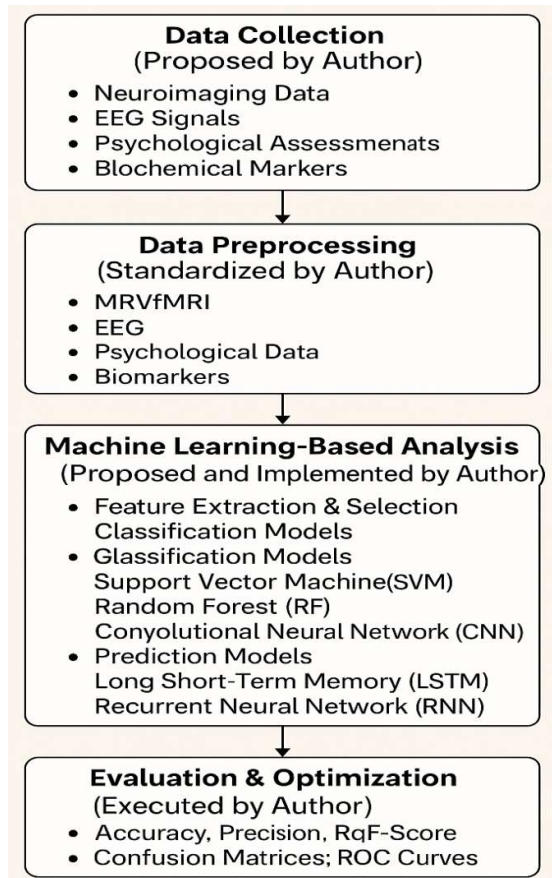 Data Collection
(Proposed by Author)
• Neuroimaging Data
• EEG Signals
• Psychological Assessmenats
• Blochemical Markers
Data Preprocessing
(Standardized by Author)
• MRVfMRI
• EEG
• Psychological Data
• Biomarkers
Machine Learning-Based Analysis
(Proposed and Implemented by Author)
• Feature Extraction & Selection
Classification Models
• Glassification Models
Support Vector Machine(SVM)
Random Forest (RF)
Conyolutional Neural Network (CNN)
• Prediction Models
Long Short-Term Memory (LSTM)
Recurrent Neural Network (RNN)
Evaluation & Optimization
(Executed by Author)
• Accuracy, Precision, RqF-Score
• Confusion Matrices; ROC Curves